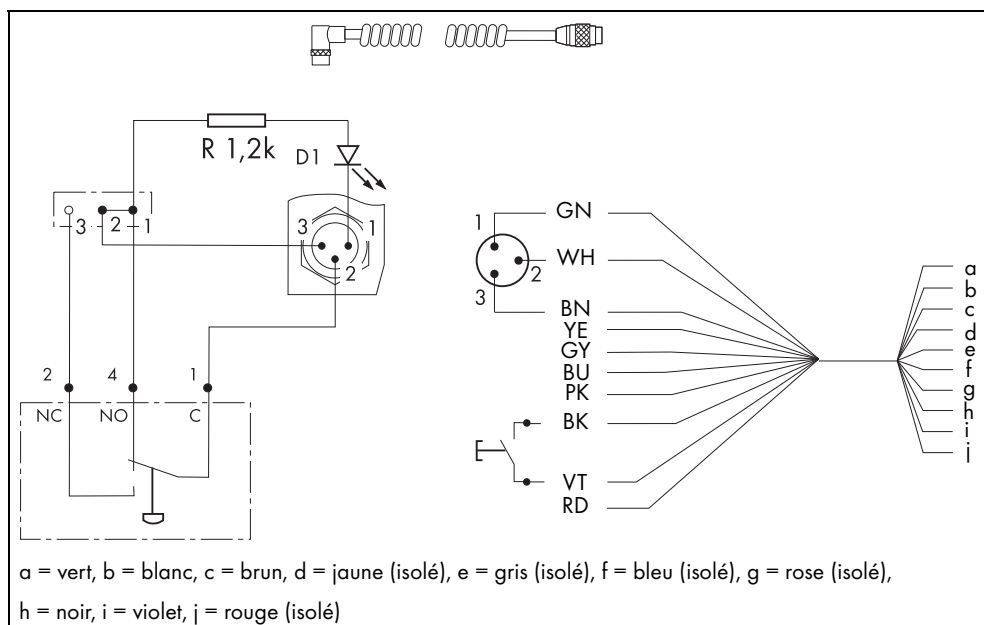 R 1,2k
D1
3 2 1
3 1
2
2 4 1
NC NO C
1
2
3
GN
WH
BN
YE
GY
BU
PK
BK
VT
RD
a
b
c
d
e
f
g
h
i
j
a = vert, b = blanc, c = brun, d = jaune (isolé), e = gris (isolé), f = bleu (isolé), g = rose (isolé),
h = noir, i = violet, j = rouge (isolé)